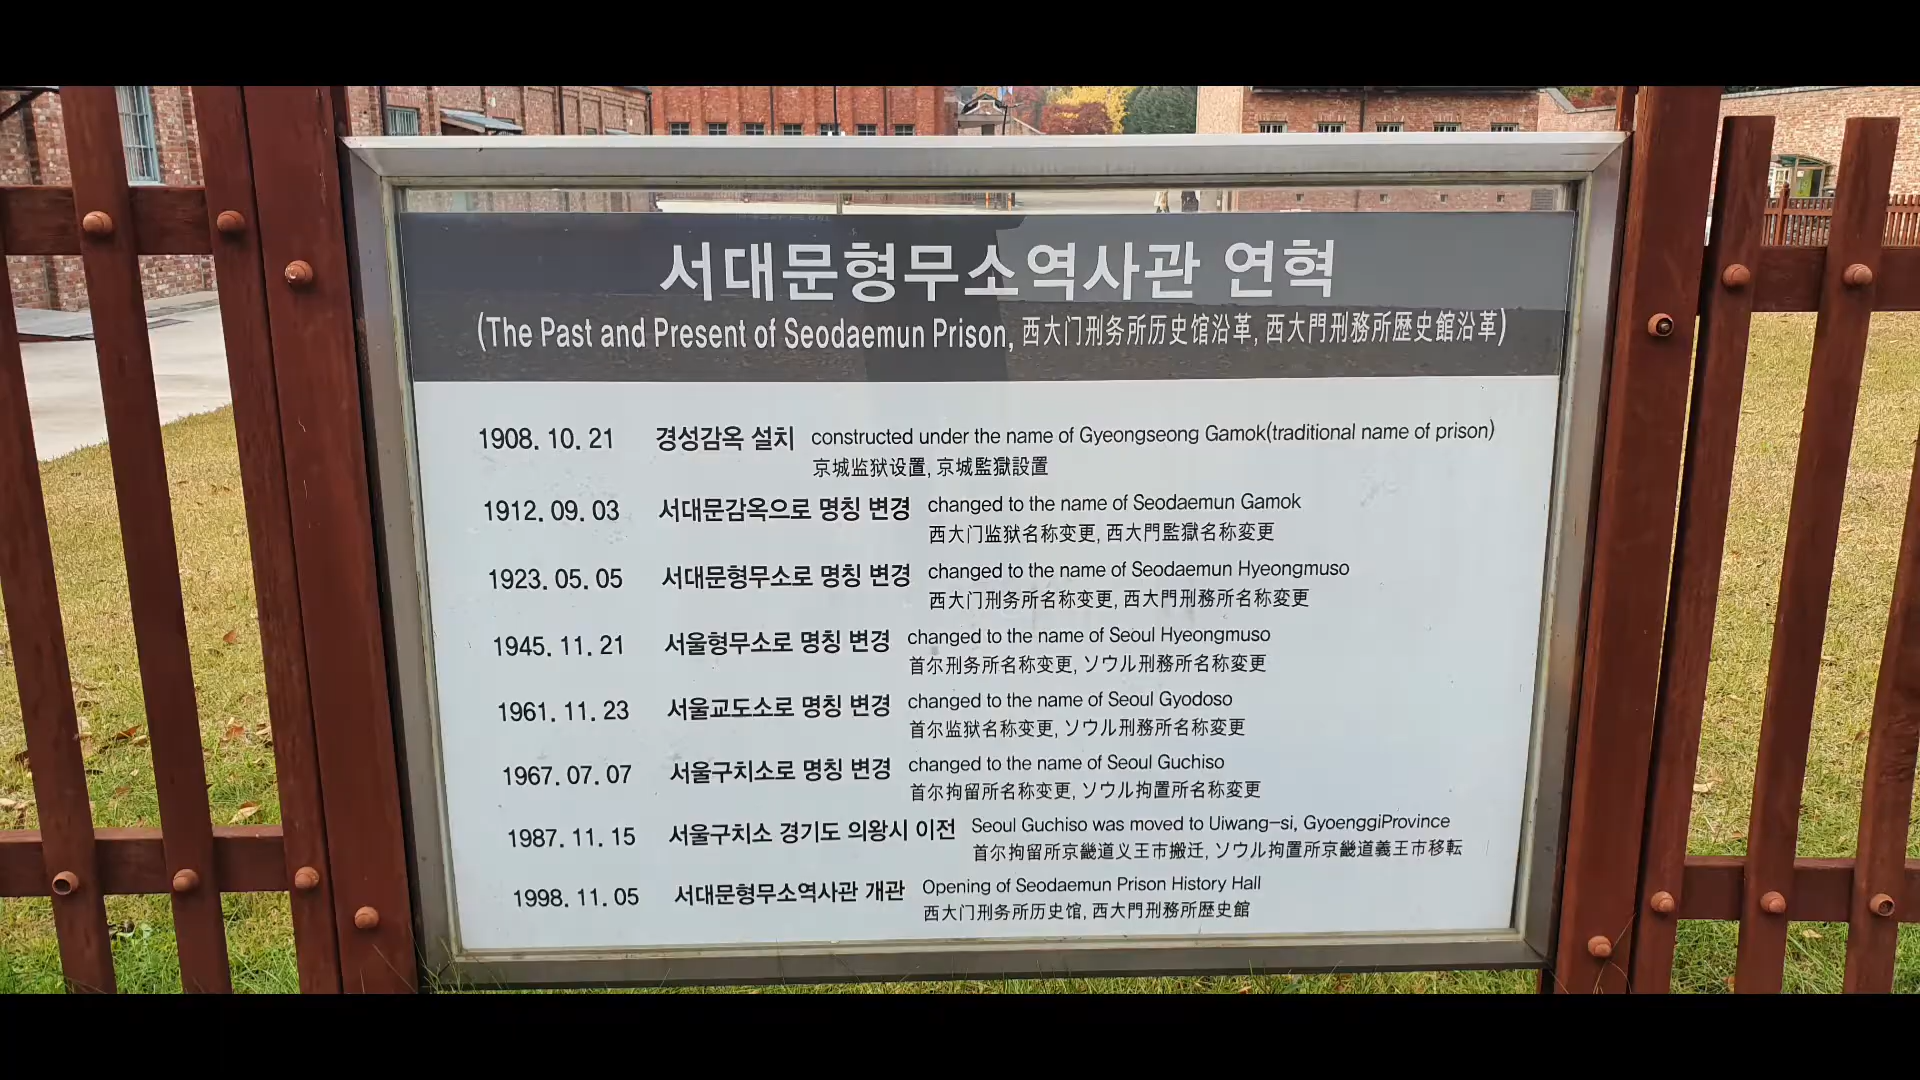 서대문형무소역사관 연혁
(The Past and Present of Seodaemun Prison, 西大门刑务所历史馆沿革, 西大門刑務所歴史館沿革)
1908. 10. 21 경성감옥 설치 constructed under the name of Gyeongseong Gamok(traditional name of prison)
京城监狱设置, 京城監獄設置
1912. 09. 03 서대문감옥으로 명칭 변경 changed to the name of Seodaemun Gamok
西大门监狱名称变更, 西大門監獄名称変更
1923. 05. 05 서대문형무소로 명칭 변경 changed to the name of Seodaemun Hyeongmuso
西大门刑务所名称变更, 西大門刑務所名称変更
1945. 11. 21 서울형무소로 명칭 변경 changed to the name of Seoul Hyeongmuso
首尔刑务所名称变更, ソウル刑務所名称変更
1961. 11. 23 서울교도소로 명칭 변경 changed to the name of Seoul Gyodoso
首尔监狱名称变更, ソウル刑務所名称変更
1967. 07. 07 서울구치소로 명칭 변경 changed to the name of Seoul Guchiso
首尔拘留所名称变更, ソウル拘置所名称変更
1987. 11. 15 서울구치소 경기도 의왕시 이전 Seoul Guchiso was moved to Uiwang-si, GyoenggiProvince
首尔拘留所京畿道义王市搬迁, ソウル拘置所京畿道義王市移転
1998. 11. 05 서대문형무소역사관 개관 Opening of Seodaemun Prison History Hall
西大门刑务所历史馆, 西大門刑務所歴史館